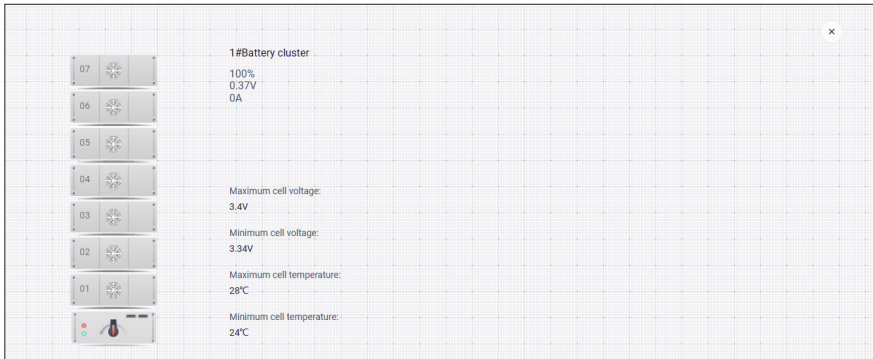 1#Battery cluster
100%
0.37V
0A
07
06
05
04
03
02
01
Maximum cell voltage:
3.4V
Minimum cell voltage:
3.34V
Maximum cell temperature:
28℃
Minimum cell temperature:
24℃